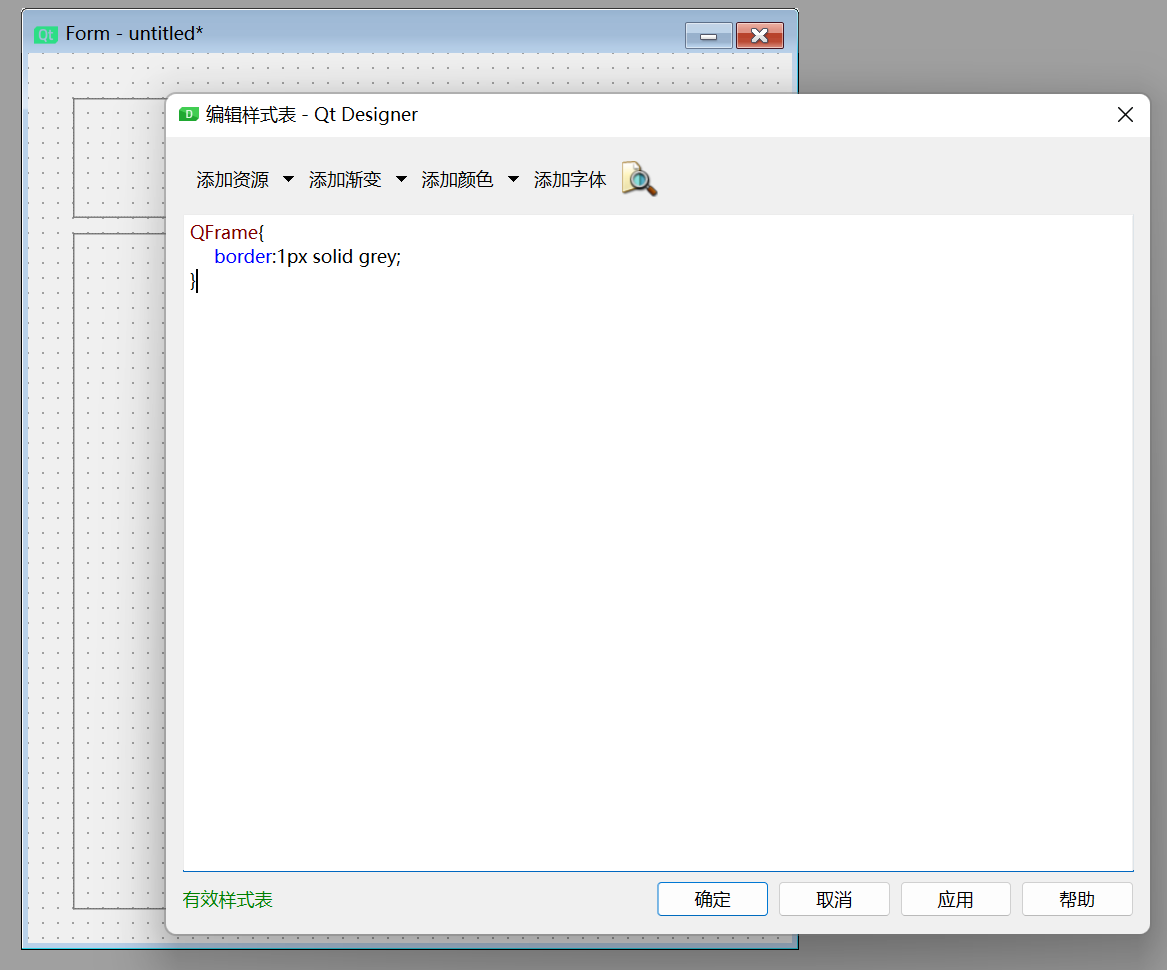 Qt Form - untitled*
D 编辑样式表 - Qt Designer
添加资源 添加渐变 添加颜色 添加字体
QFrame{
border:1px solid grey;
}
有效样式表 确定 取消 应用 帮助